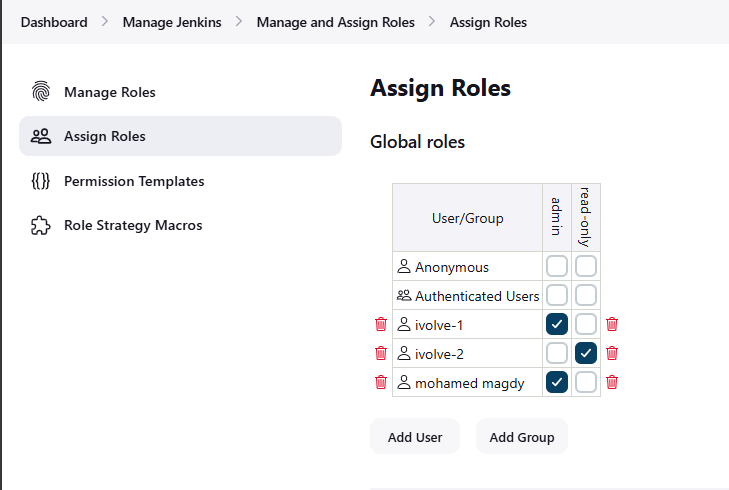 Dashboard > Manage Jenkins > Manage and Assign Roles > Assign Roles
Manage Roles
Assign Roles
Permission Templates
Role Strategy Macros
Assign Roles
Global roles
User/Group admin read-only
Anonymous
Authenticated Users
ivolve-1
ivolve-2
mohamed magdy
Add User Add Group